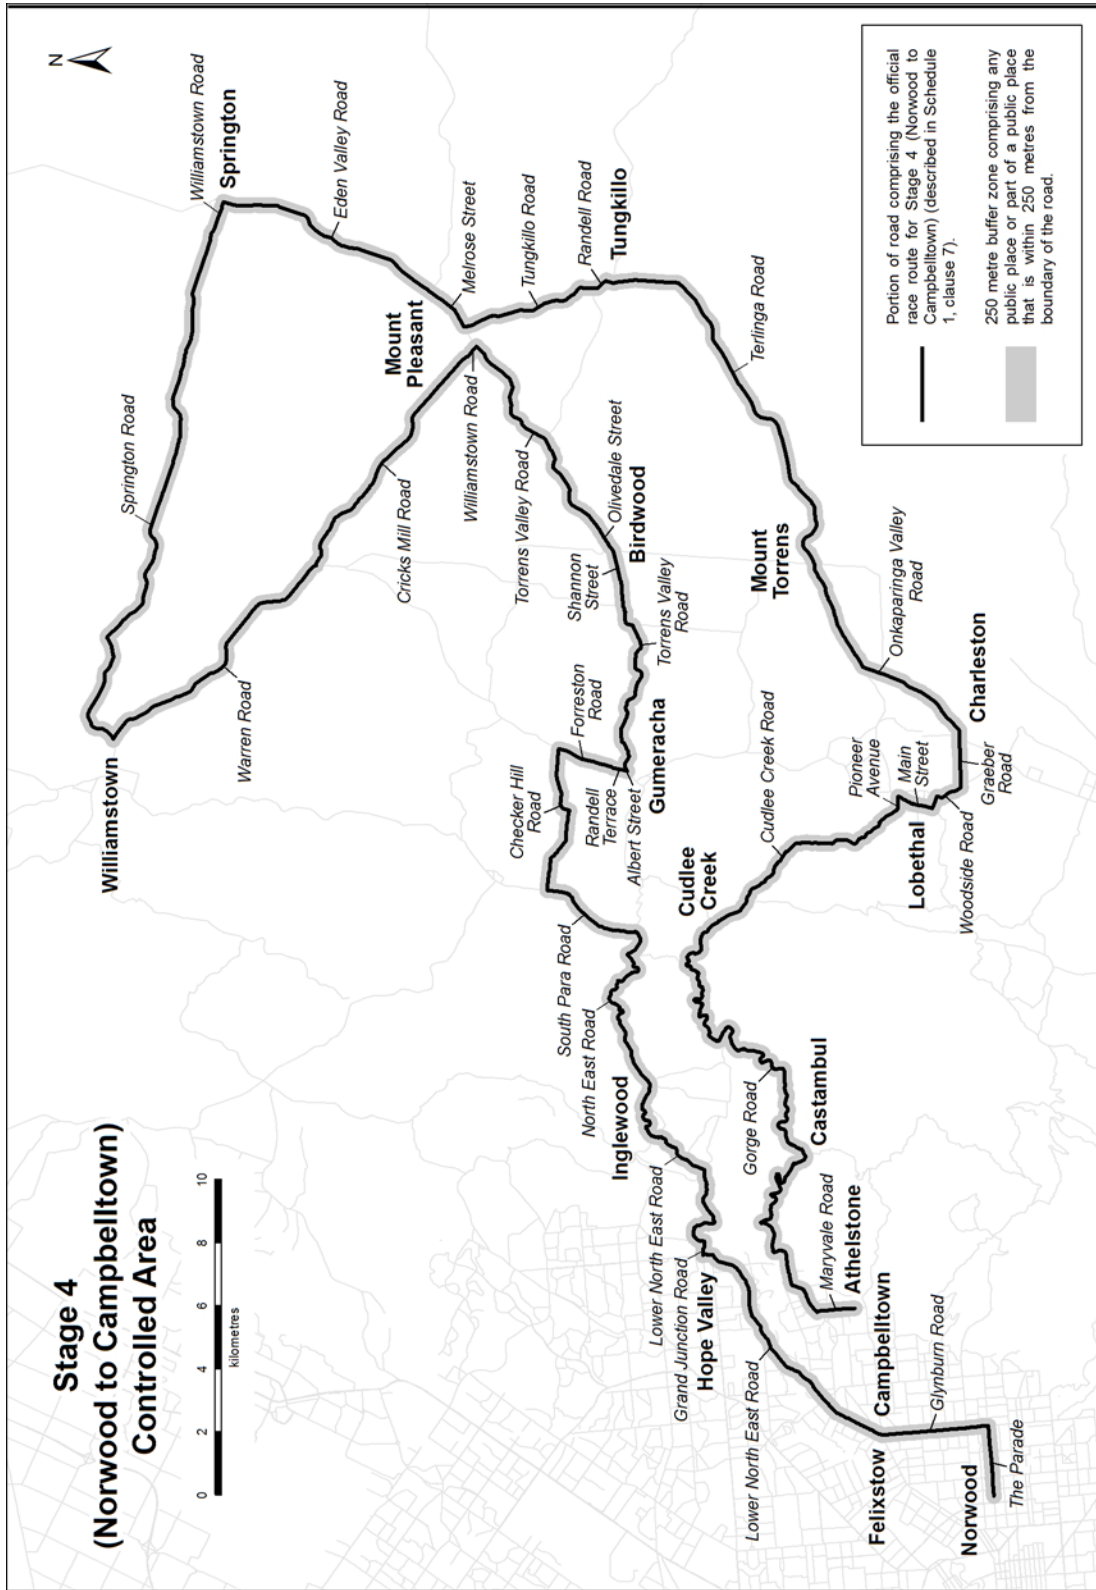 Stage 4
(Norwood to Campbelltown)
Controlled Area
0 2 4 6 8 10
kilometres
N
Williamstown Road
Springton
Springton Road
Eden Valley Road
Williamstown
Warren Road
Cricks Mill Road
Mount
Pleasant
Melrose Street
Williamstown Road
Tungkillo Road
Randell Road
Tungkillo
Torrens Valley Road
Olivedale Street
Shannon
Street
Birdwood
Torrens Valley
Road
Terlinga Road
Checker Hill
Road
Forreston
Road
Randell
Terrace
Albert Street
Gumeracha
South Para Road
North East Road
Inglewood
Cudlee
Creek
Cudlee Creek Road
Mount
Torrens
Onkaparinga Valley
Road
Charleston
Pioneer
Avenue
Main
Street
Graeber
Road
Lobethal
Woodside Road
Lower North East Road
Grand Junction Road
Hope Valley
Gorge Road
Castambul
Maryvale Road
Athelstone
Lower North East Road
Campbelltown
Felixstow
Glynburn Road
Norwood
The Parade
Portion of road comprising the official
race route for Stage 4 (Norwood to
Campbelltown) (described in Schedule
1, clause 7).
250 metre buffer zone comprising any
public place or part of a public place
that is within 250 metres from the
boundary of the road.